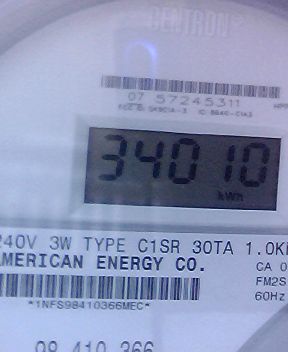 CENTRON
07 57245311
34010
kWh
240V 3W TYPE C1SR 30TA 1.0K
AMERICAN ENERGY CO.
CA 0
FM2S
60Hz
*1NFS98410366MEC*
98 410 366